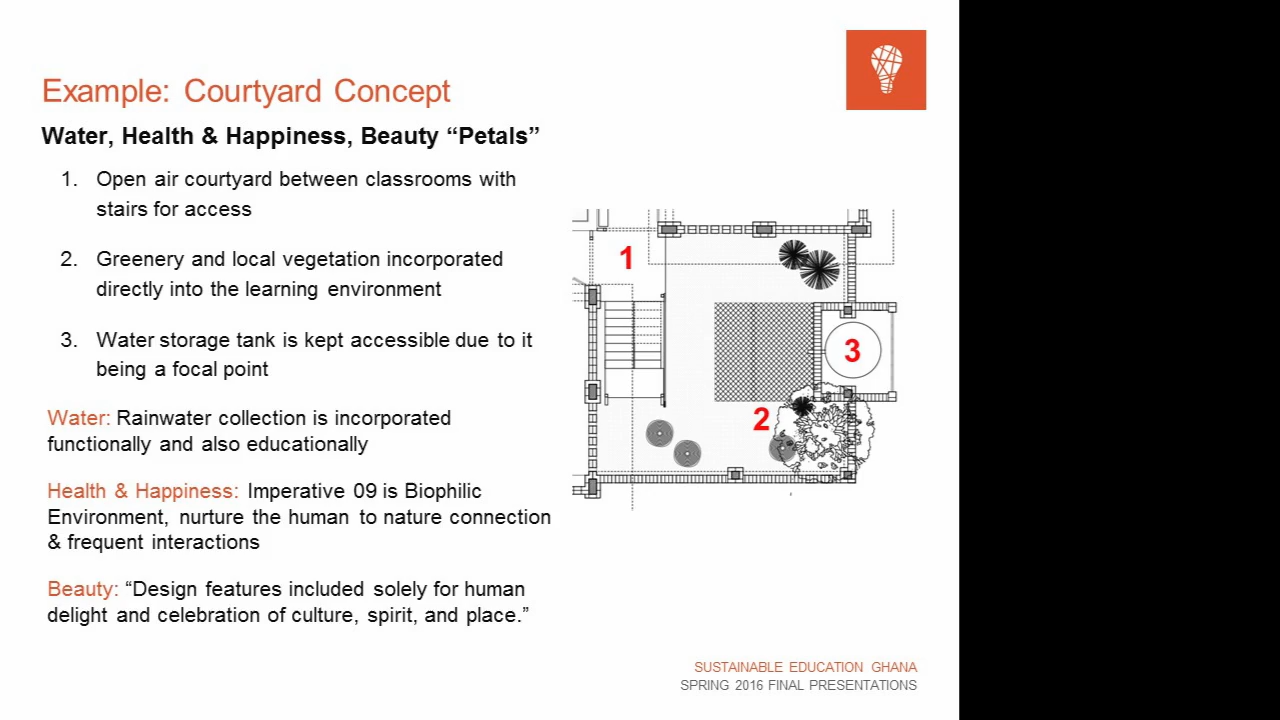 Example: Courtyard Concept
Water, Health & Happiness, Beauty “Petals”
1. Open air courtyard between classrooms with
stairs for access
2. Greenery and local vegetation incorporated
directly into the learning environment
3. Water storage tank is kept accessible due to it
being a focal point
Water: Rainwater collection is incorporated
functionally and also educationally
Health & Happiness: Imperative 09 is Biophilic
Environment, nurture the human to nature connection
& frequent interactions
Beauty: “Design features included solely for human
delight and celebration of culture, spirit, and place.”
1
3
2
SUSTAINABLE EDUCATION GHANA
SPRING 2016 FINAL PRESENTATIONS